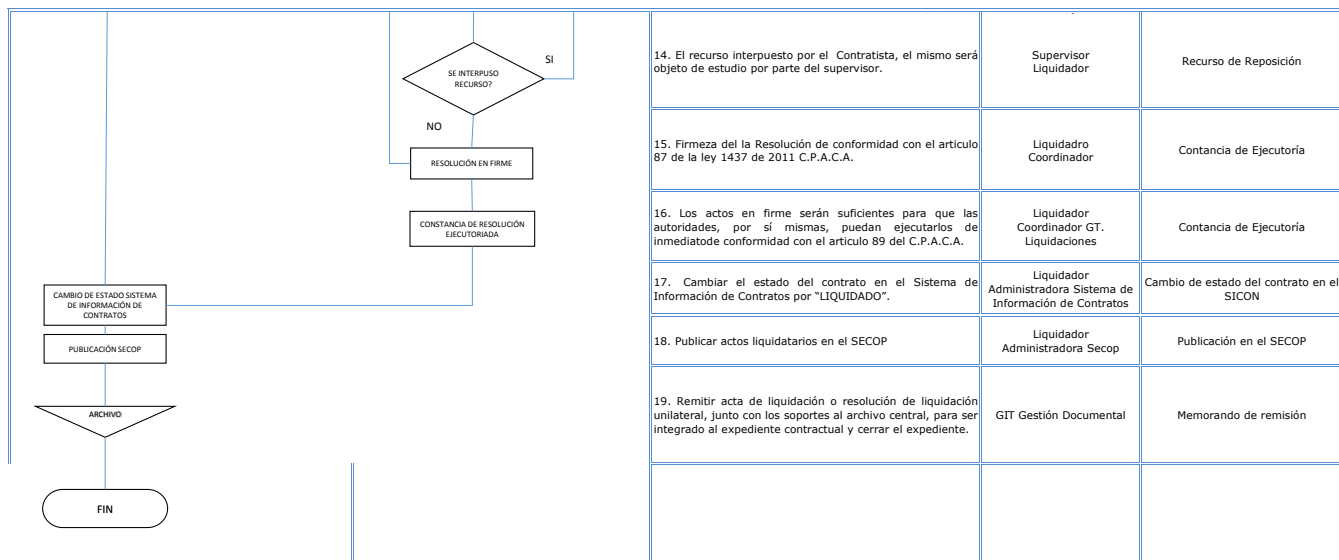 SE INTERPUSO
RECURSO?
SI
NO
RESOLUCIÓN EN FIRME
CONSTANCIA DE RESOLUCIÓN
EJECUTORIADA
CAMBIO DE ESTADO SISTEMA
DE INFORMACIÓN DE
CONTRATOS
PUBLICACIÓN SECOP
ARCHIVO
FIN
14. El recurso interpuesto por el Contratista, el mismo será
objeto de estudio por parte del supervisor.
Supervisor
Liquidador
Recurso de Reposición
15. Firmeza del la Resolución de conformidad con el articulo
87 de la ley 1437 de 2011 C.P.A.C.A.
Liquidadro
Coordinador
Contancia de Ejecutoría
16. Los actos en firme serán suficientes para que las
autoridades, por sí mismas, puedan ejecutarlos de
inmediatode conformidad con el articulo 89 del C.P.A.C.A.
Liquidador
Coordinador GT.
Liquidaciones
Contancia de Ejecutoría
17. Cambiar el estado del contrato en el Sistema de
Información de Contratos por “LIQUIDADO”.
Liquidador
Administradora Sistema de
Información de Contratos
Cambio de estado del contrato en el
SICON
18. Publicar actos liquidatarios en el SECOP
Liquidador
Administradora Secop
Publicación en el SECOP
19. Remitir acta de liquidación o resolución de liquidación
unilateral, junto con los soportes al archivo central, para ser
integrado al expediente contractual y cerrar el expediente.
GIT Gestión Documental
Memorando de remisión